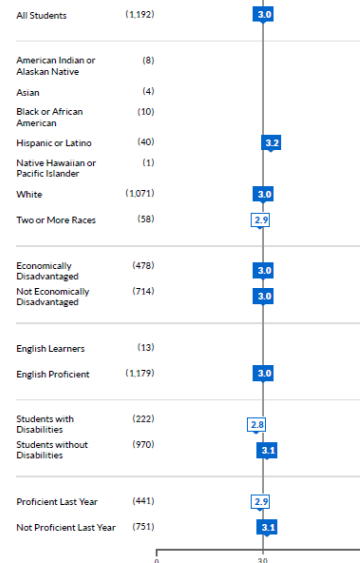 All Students (1,192) 3.0
American Indian or (8)
Alaskan Native
Asian (4)
Black or African (10)
American
Hispanic or Latino (40) 3.2
Native Hawaiian or (1)
Pacific Islander
White (1,071) 3.0
Two or More Races (58) 2.9
Economically (478) 3.0
Disadvantaged
Not Economically (714) 3.0
Disadvantaged
English Learners (13)
English Proficient (1,179) 3.0
Students with (222) 2.8
Disabilities
Students without (970) 3.1
Disabilities
Proficient Last Year (441) 2.9
Not Proficient Last Year (751) 3.1
0 3.0